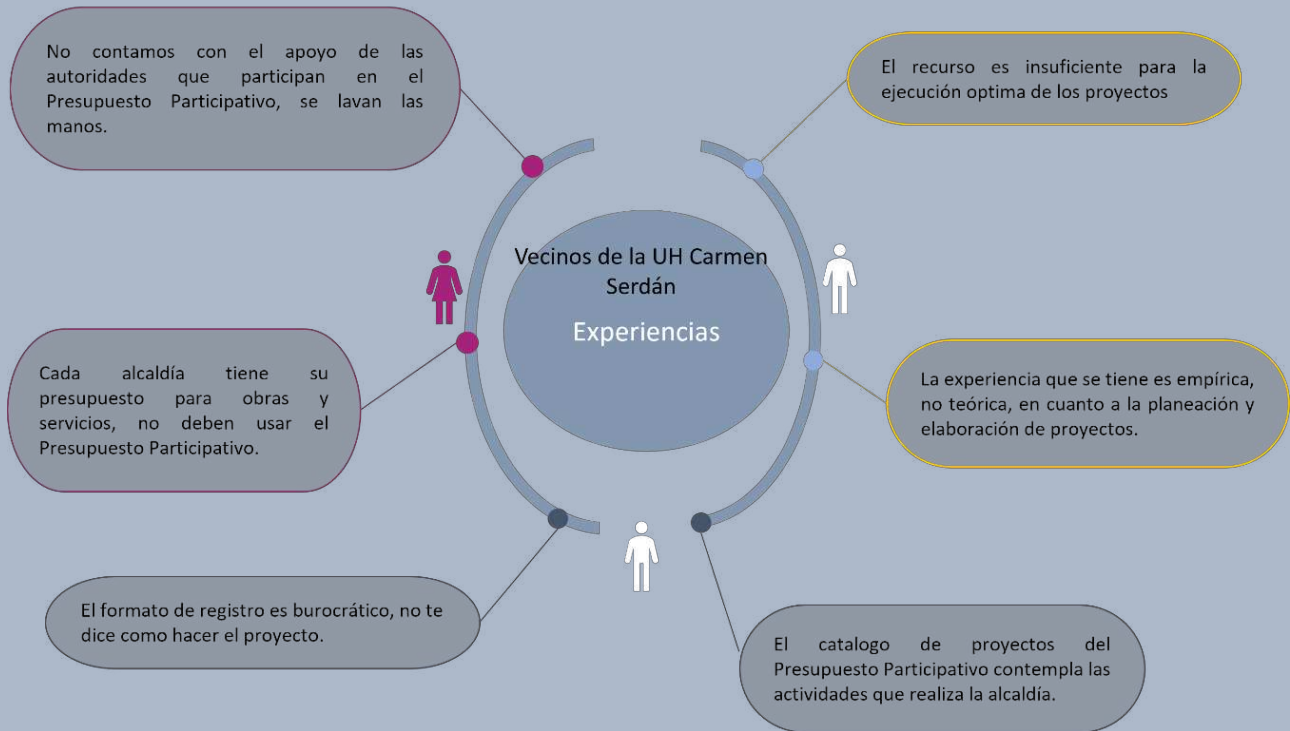 No contamos con el apoyo de las
autoridades que participan en el
Presupuesto Participativo, se lavan las
manos.
El recurso es insuficiente para la
ejecución optima de los proyectos
Vecinos de la UH Carmen
Serdán
Experiencias
Cada alcaldía tiene su
presupuesto para obras y
servicios, no deben usar el
Presupuesto Participativo.
La experiencia que se tiene es empírica,
no teórica, en cuanto a la planeación y
elaboración de proyectos.
El formato de registro es burocrático, no te
dice como hacer el proyecto.
El catalogo de proyectos del
Presupuesto Participativo contempla las
actividades que realiza la alcaldía.